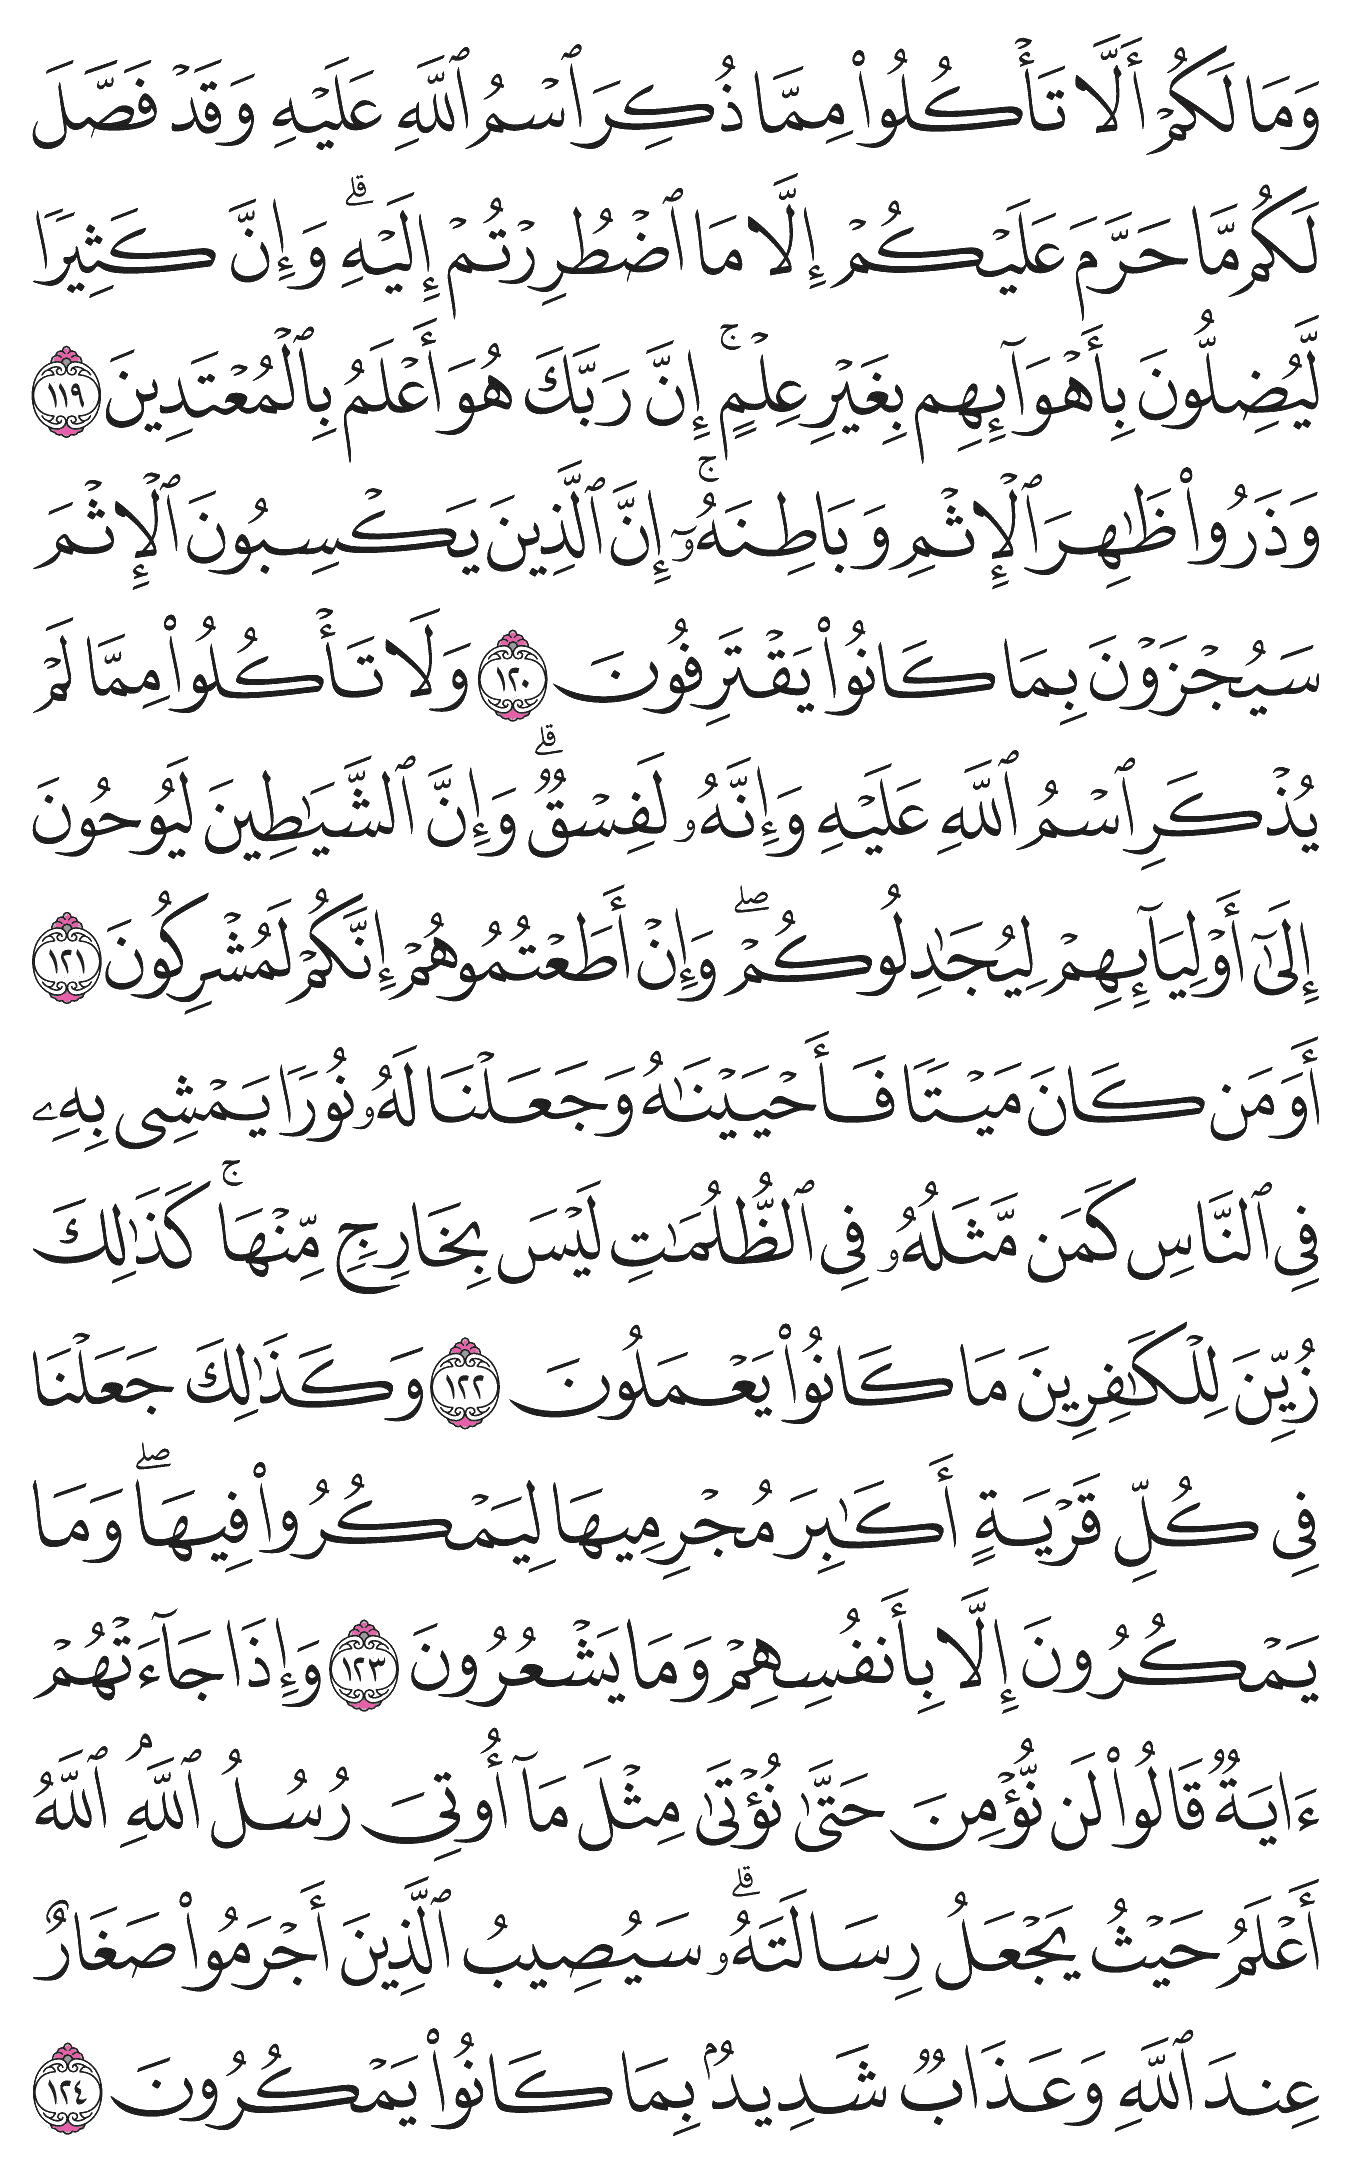 وَمَا لَكُمۡ أَلَّا تَأۡكُلُواْ مِمَّا ذُكِرَ ٱسۡمُ ٱللَّهِ عَلَيۡهِ وَقَدۡ فَصَّلَ
لَكُم مَّا حَرَّمَ عَلَيۡكُمۡ إِلَّا مَا ٱضۡطُرِرۡتُمۡ إِلَيۡهِۗ وَإِنَّ كَثِيرٗا
لَّيُضِلُّونَ بِأَهۡوَآئِهِم بِغَيۡرِ عِلۡمٍۚ إِنَّ رَبَّكَ هُوَ أَعۡلَمُ بِٱلۡمُعۡتَدِينَ ١١٩
وَذَرُواْ ظَٰهِرَ ٱلۡإِثۡمِ وَبَاطِنَهُۥٓۚ إِنَّ ٱلَّذِينَ يَكۡسِبُونَ ٱلۡإِثۡمَ
سَيُجۡزَوۡنَ بِمَا كَانُواْ يَقۡتَرِفُونَ ١٢٠ وَلَا تَأۡكُلُواْ مِمَّا لَمۡ
يُذۡكَرِ ٱسۡمُ ٱللَّهِ عَلَيۡهِ وَإِنَّهُۥ لَفِسۡقٞۗ وَإِنَّ ٱلشَّيَٰطِينَ لَيُوحُونَ
إِلَىٰٓ أَوۡلِيَآئِهِمۡ لِيُجَٰدِلُوكُمۡۖ وَإِنۡ أَطَعۡتُمُوهُمۡ إِنَّكُمۡ لَمُشۡرِكُونَ ١٢١
أَوَمَن كَانَ مَيۡتٗا فَأَحۡيَيۡنَٰهُ وَجَعَلۡنَا لَهُۥ نُورٗا يَمۡشِي بِهِۦ
فِي ٱلنَّاسِ كَمَن مَّثَلُهُۥ فِي ٱلظُّلُمَٰتِ لَيۡسَ بِخَارِجٖ مِّنۡهَاۚ كَذَٰلِكَ
زُيِّنَ لِلۡكَٰفِرِينَ مَا كَانُواْ يَعۡمَلُونَ ١٢٢ وَكَذَٰلِكَ جَعَلۡنَا
فِي كُلِّ قَرۡيَةٍ أَكَٰبِرَ مُجۡرِمِيهَا لِيَمۡكُرُواْ فِيهَاۖ وَمَا
يَمۡكُرُونَ إِلَّا بِأَنفُسِهِمۡ وَمَا يَشۡعُرُونَ ١٢٣ وَإِذَا جَآءَتۡهُمۡ
ءَايَةٞ قَالُواْ لَن نُّؤۡمِنَ حَتَّىٰ نُؤۡتَىٰ مِثۡلَ مَآ أُوتِيَ رُسُلُ ٱللَّهِۘ ٱللَّهُ
أَعۡلَمُ حَيۡثُ يَجۡعَلُ رِسَالَتَهُۥۗ سَيُصِيبُ ٱلَّذِينَ أَجۡرَمُواْ صَغَارٌ
عِندَ ٱللَّهِ وَعَذَابٞ شَدِيدُۢ بِمَا كَانُواْ يَمۡكُرُونَ ١٢٤